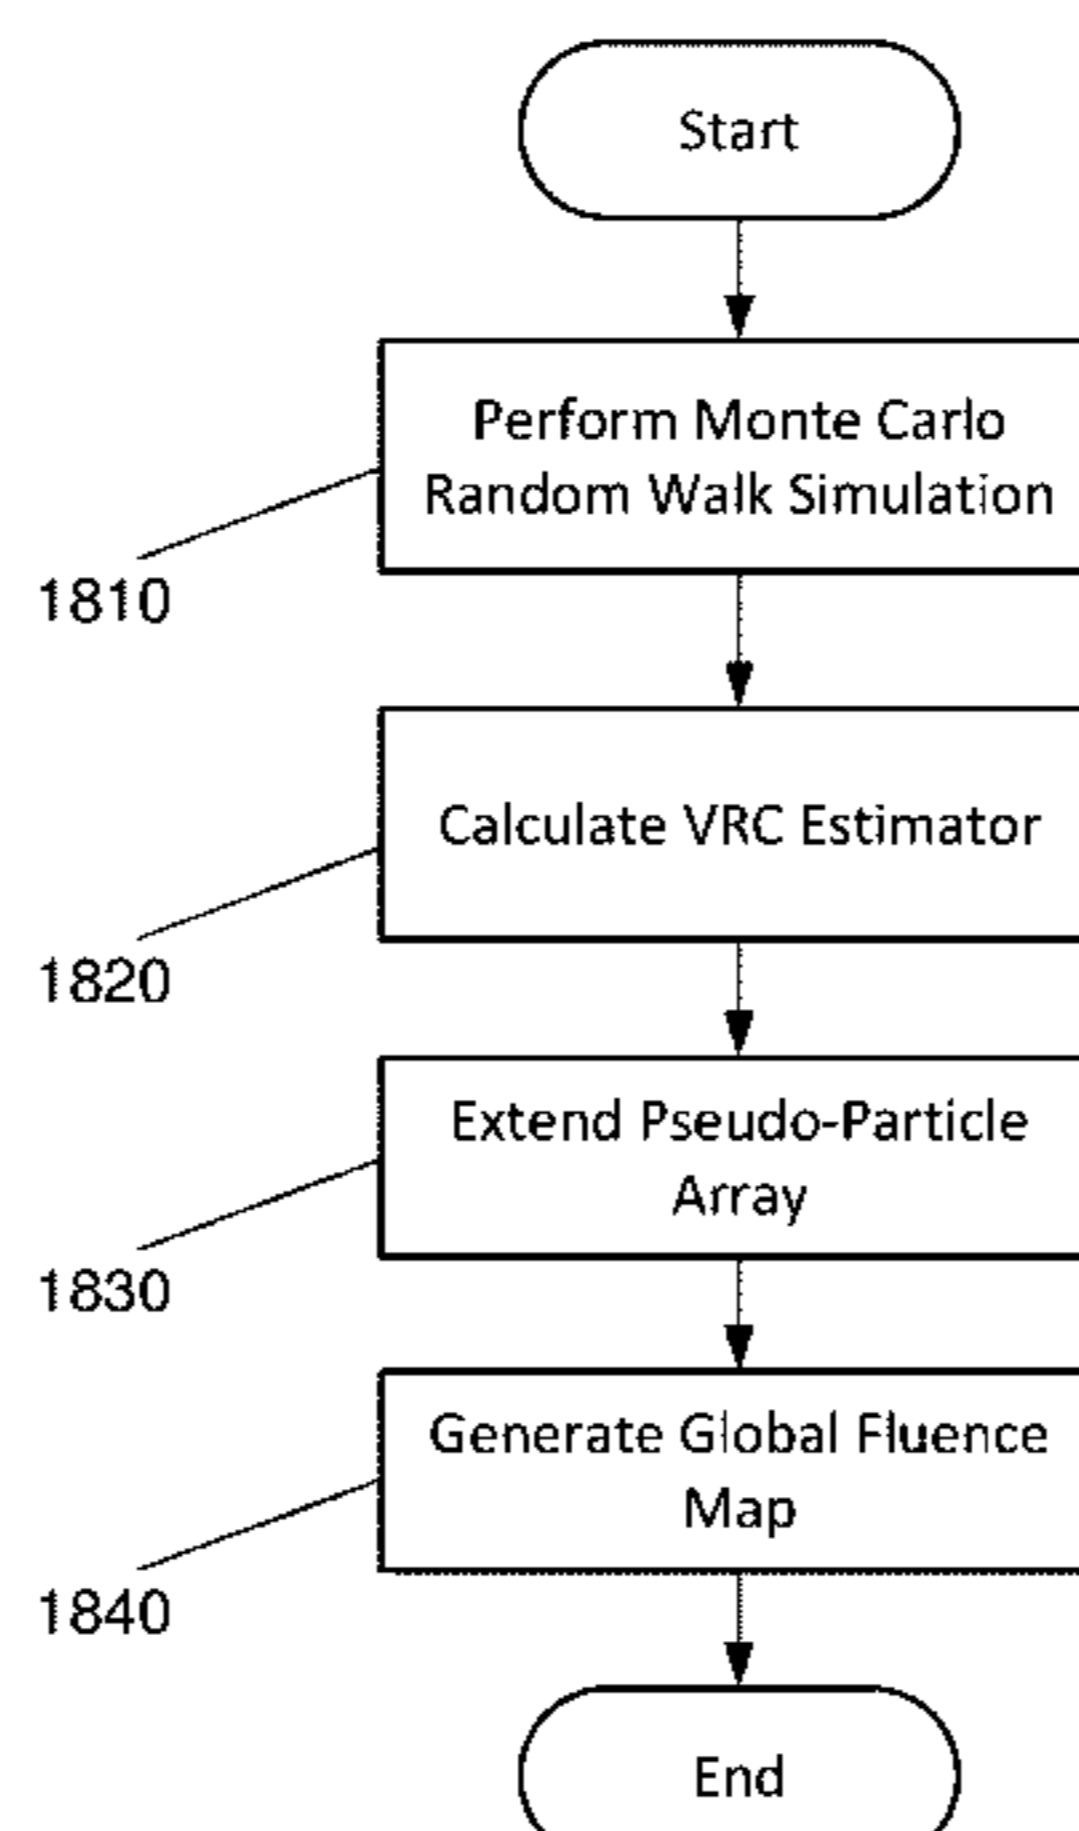 Start
Perform Monte Carlo
Random Walk Simulation
1810
Calculate VRC Estimator
1820
Extend Pseudo-Particle
Array
1830
Generate Global Fluence
Map
1840
End